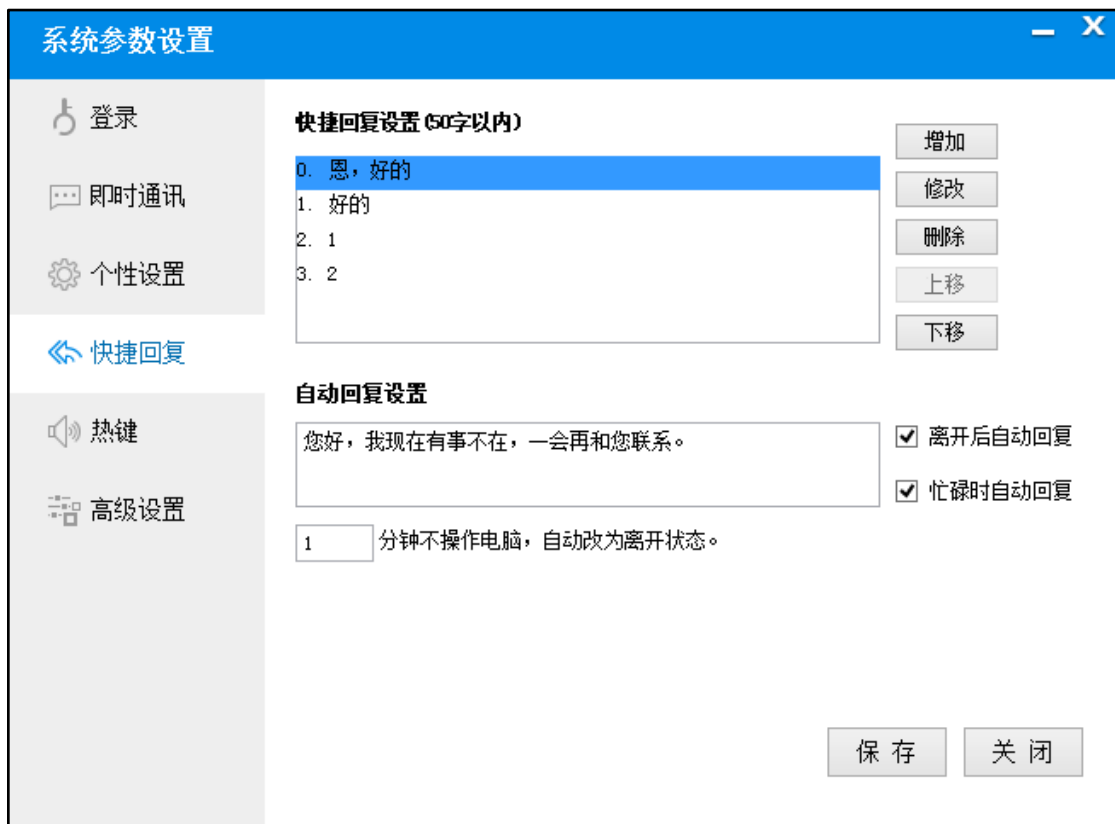 系统参数设置
登录
即时通讯
个性设置
快捷回复
热键
高级设置
快捷回复设置(50字以内)
0. 恩，好的
1. 好的
2. 1
3. 2
增加
修改
删除
上移
下移
自动回复设置
您好，我现在有事不在，一会再和您联系。
离开后自动回复
忙碌时自动回复
1 分钟不操作电脑，自动改为离开状态。
保存 关闭